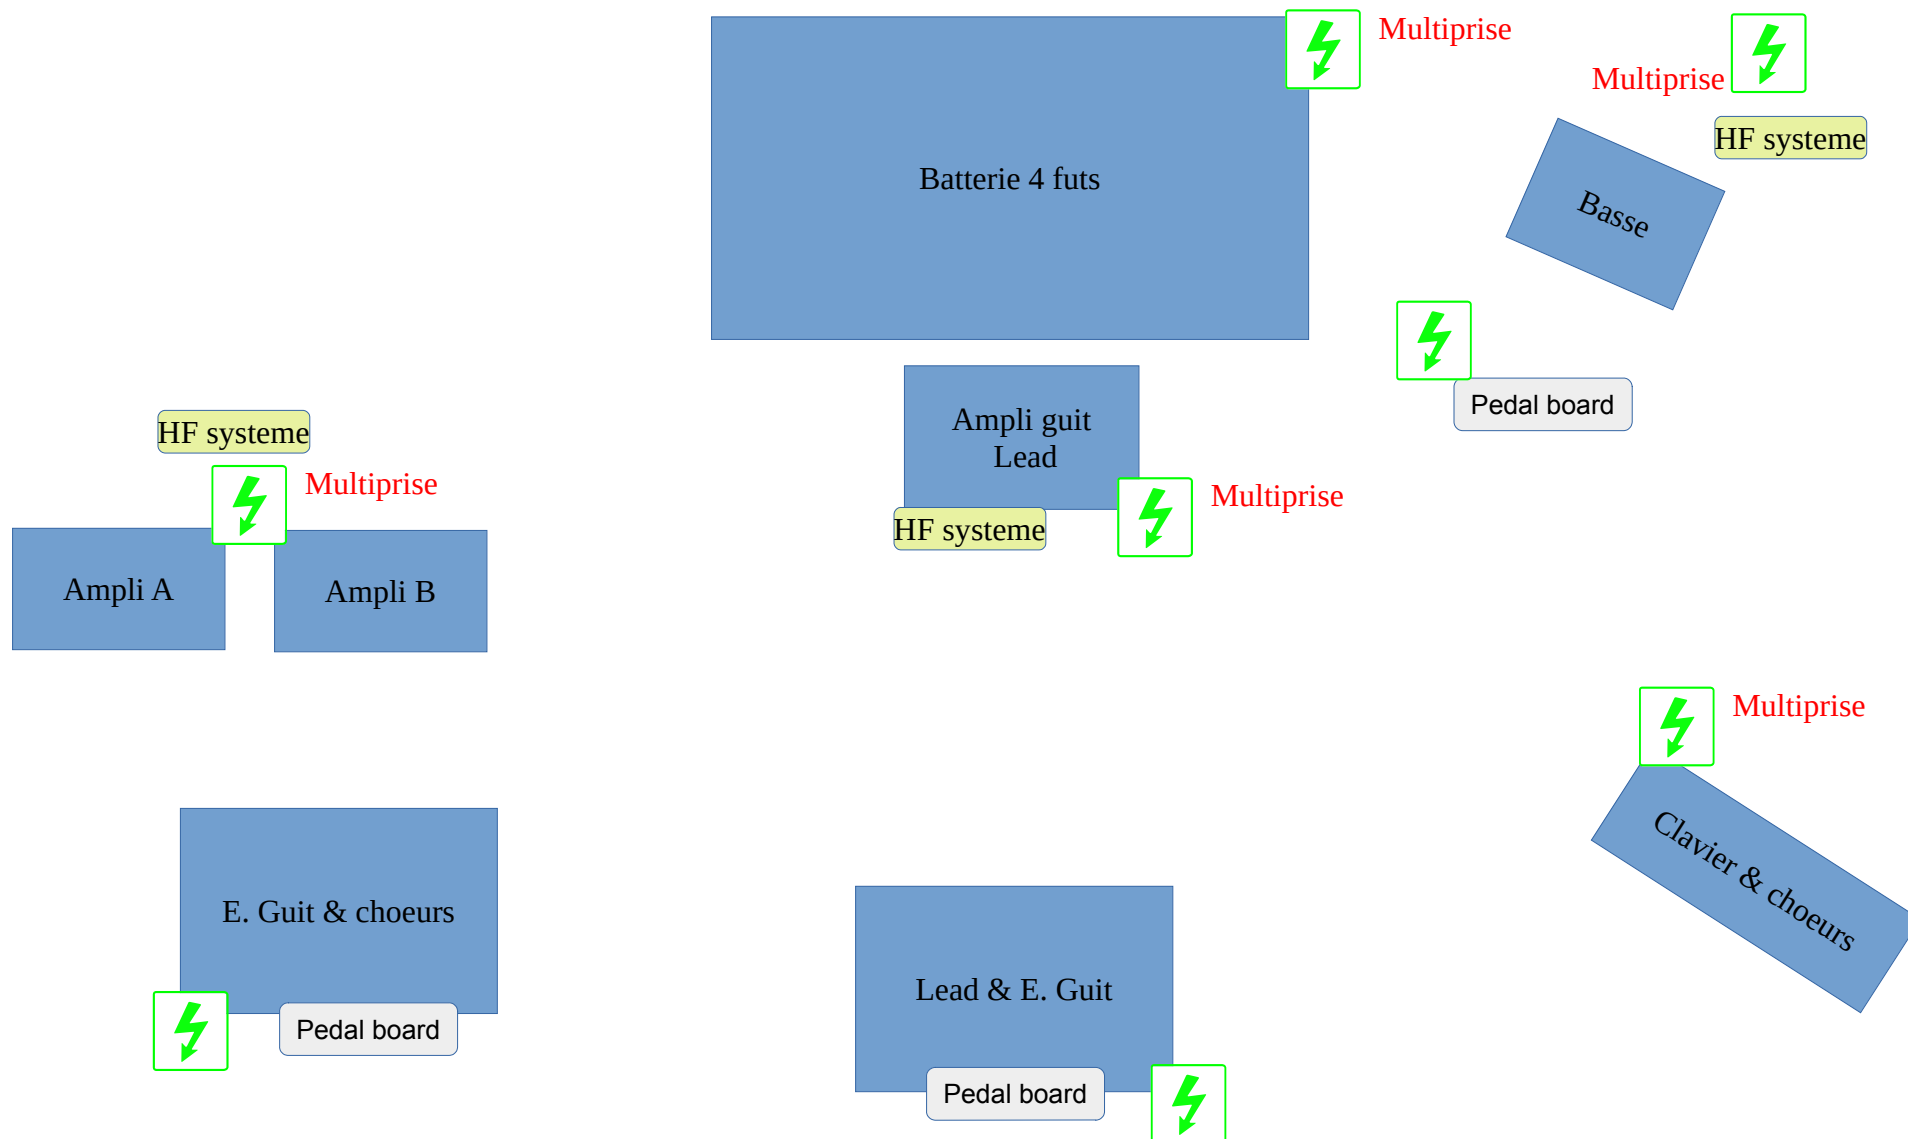 Multiprise
Multiprise
HF systeme
Batterie 4 futs
Basse
Pedal board
Ampli guit
Lead
HF systeme
Multiprise
HF systeme
Multiprise
Ampli A
Ampli B
Multiprise
Clavier & choeurs
E. Guit & choeurs
Pedal board
Lead & E. Guit
Pedal board